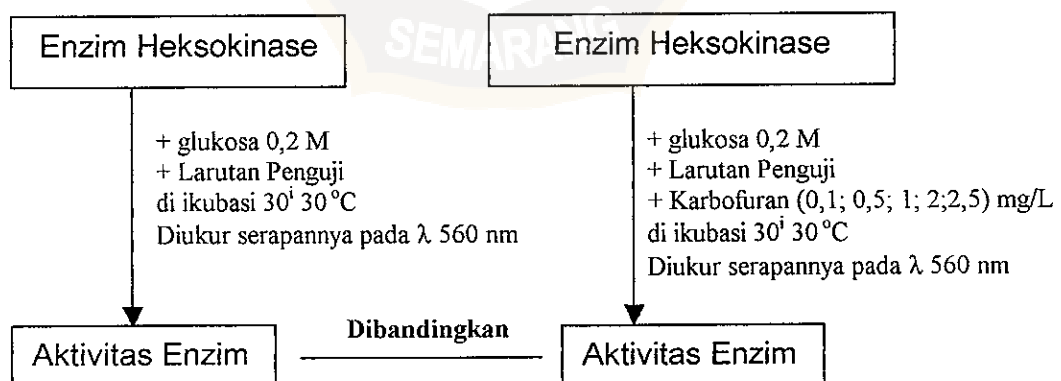 SEMARANG
Enzim Heksokinase
+ glukosa 0,2 M
+ Larutan Penguji
di ikubasi 30ⁱ 30 °C
Diukur serapannya pada λ 560 nm
Aktivitas Enzim
Dibandingkan
Enzim Heksokinase
+ glukosa 0,2 M
+ Larutan Penguji
+ Karbofuran (0,1; 0,5; 1; 2;2,5) mg/L
di ikubasi 30ⁱ 30 °C
Diukur serapannya pada λ 560 nm
Aktivitas Enzim